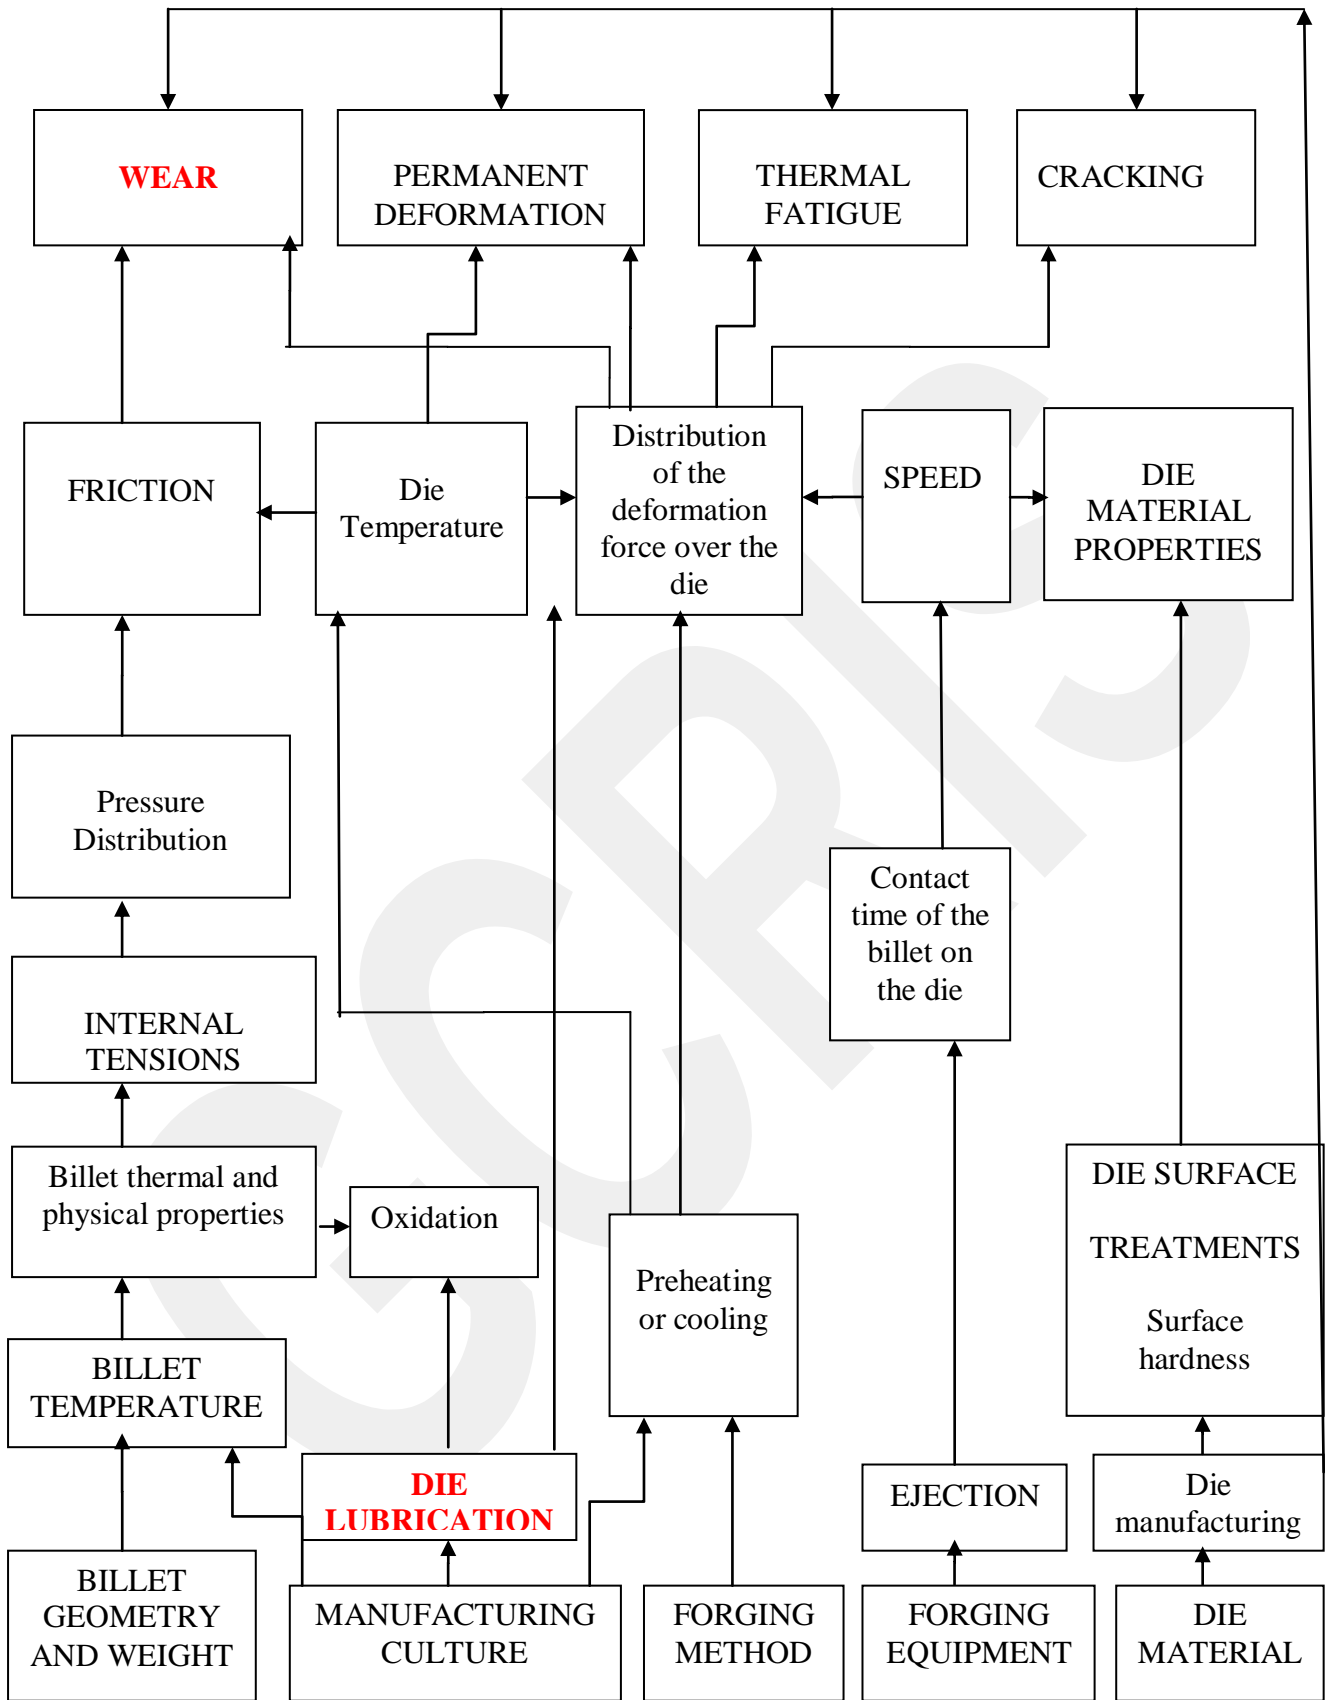 WEAR
PERMANENT
DEFORMATION
THERMAL
FATIGUE
CRACKING
FRICTION
Die
Temperature
Distribution
of the
deformation
force over the
die
SPEED
DIE
MATERIAL
PROPERTIES
Pressure
Distribution
Contact
time of the
billet on
the die
INTERNAL
TENSIONS
Billet thermal and
physical properties
Oxidation
Preheating
or cooling
DIE SURFACE
TREATMENTS
Surface
hardness
BILLET
TEMPERATURE
DIE
LUBRICATION
EJECTION
Die
manufacturing
BILLET
GEOMETRY
AND WEIGHT
MANUFACTURING
CULTURE
FORGING
METHOD
FORGING
EQUIPMENT
DIE
MATERIAL
GCRIS